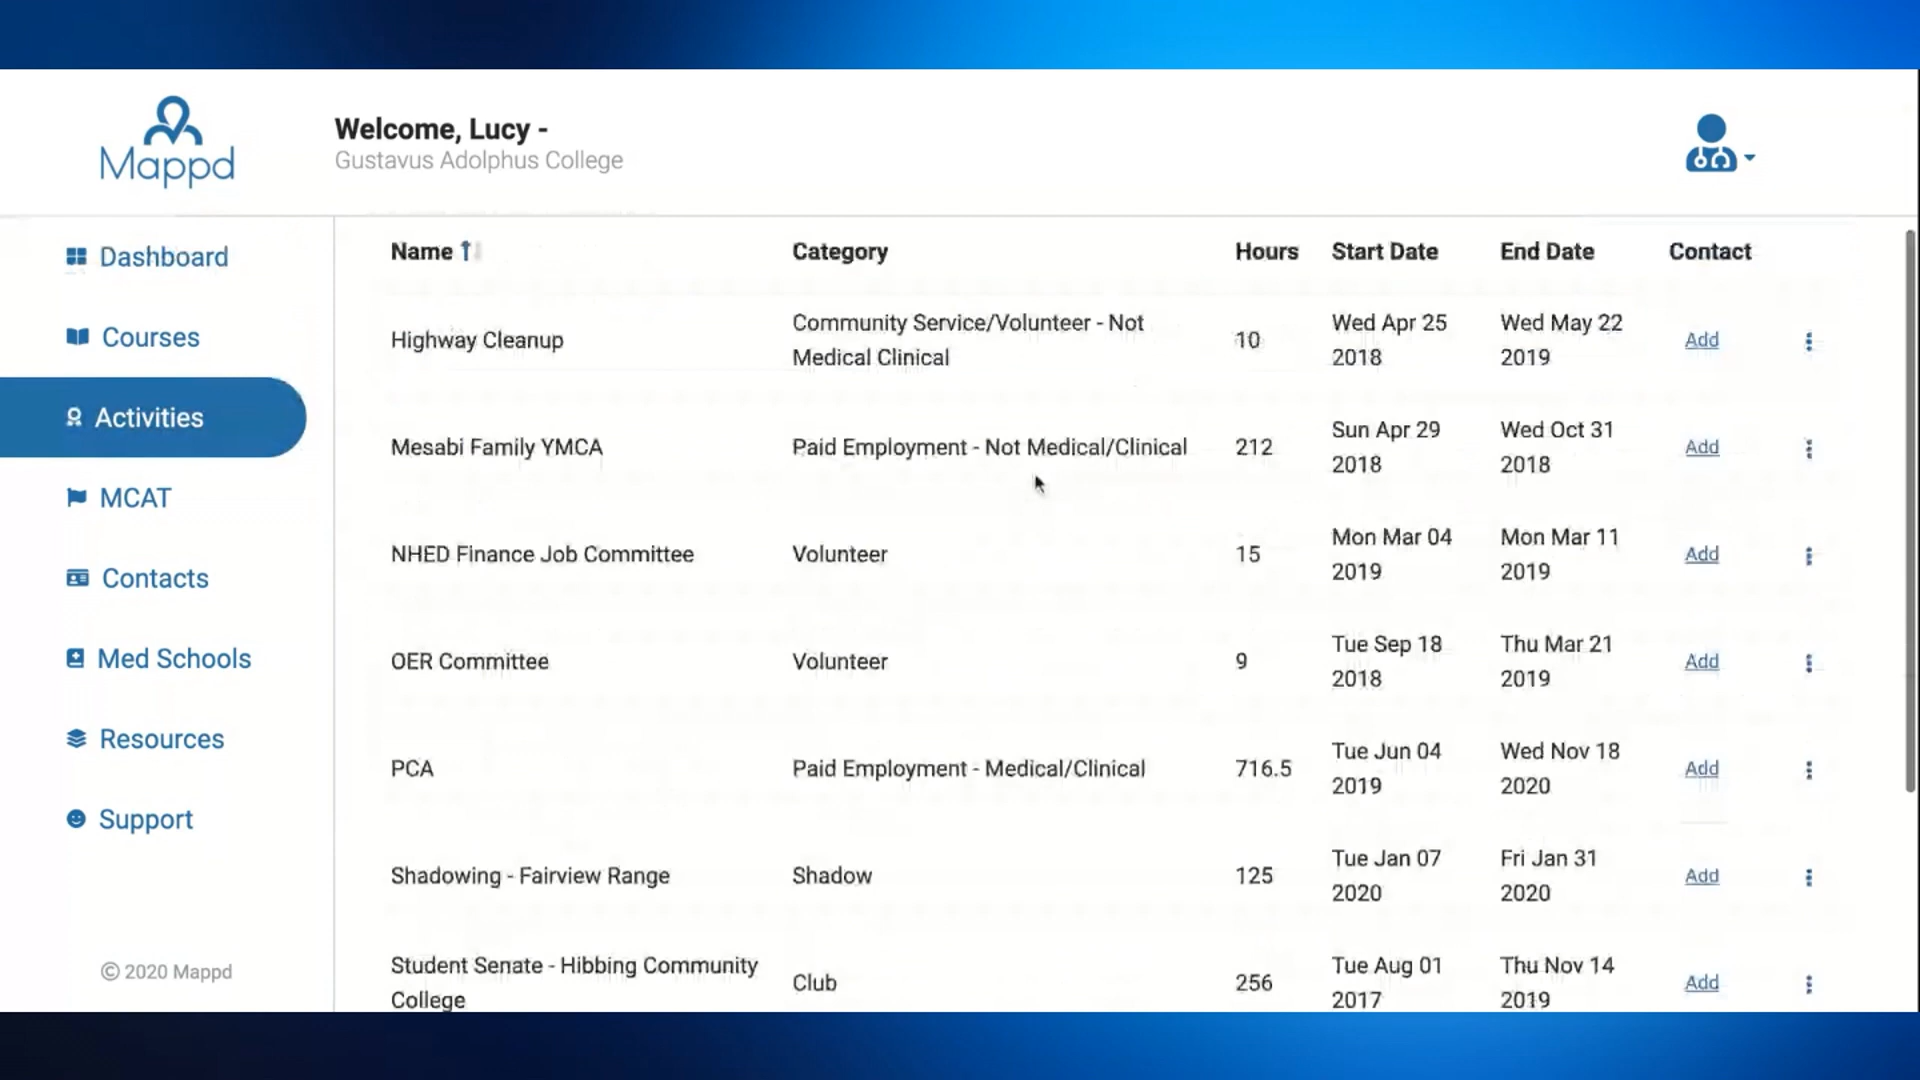 Mappd
Welcome, Lucy -
Gustavus Adolphus College
Dashboard
Courses
Activities
MCAT
Contacts
Med Schools
Resources
Support
© 2020 Mappd
Name Category Hours Start Date End Date Contact
Highway Cleanup
Community Service/Volunteer - Not
Medical Clinical
10
Wed Apr 25
2018
Wed May 22
2019
Add
Mesabi Family YMCA
Paid Employment - Not Medical/Clinical
212
Sun Apr 29
2018
Wed Oct 31
2018
Add
NHED Finance Job Committee
Volunteer
15
Mon Mar 04
2019
Mon Mar 11
2019
Add
OER Committee
Volunteer
9
Tue Sep 18
2018
Thu Mar 21
2019
Add
PCA
Paid Employment - Medical/Clinical
716.5
Tue Jun 04
2019
Wed Nov 18
2020
Add
Shadowing - Fairview Range
Shadow
125
Tue Jan 07
2020
Fri Jan 31
2020
Add
Student Senate - Hibbing Community
College
Club
256
Tue Aug 01
2017
Thu Nov 14
2019
Add